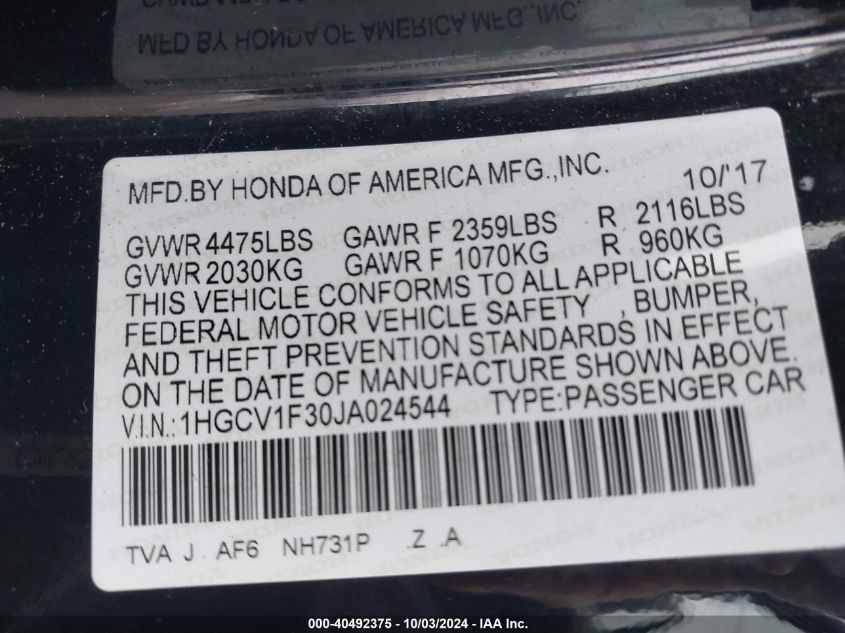 MFD BY HONDA OF AMERICA MFG.,INC.
MFD.BY HONDA OF AMERICA MFG.,INC. 10/'17
GVWR 4475LBS GAWR F 2359LBS R 2116LBS
GVWR 2030KG GAWR F 1070KG R 960KG
THIS VEHICLE CONFORMS TO ALL APPLICABLE
FEDERAL MOTOR VEHICLE SAFETY , BUMPER,
AND THEFT PREVENTION STANDARDS IN EFFECT
ON THE DATE OF MANUFACTURE SHOWN ABOVE.
V.I.N.: 1HGCV1F30JA024544 TYPE:PASSENGER CAR
TVA J . AF6 NH731P .Z .A
000-40492375 - 10/03/2024 - IAA Inc.